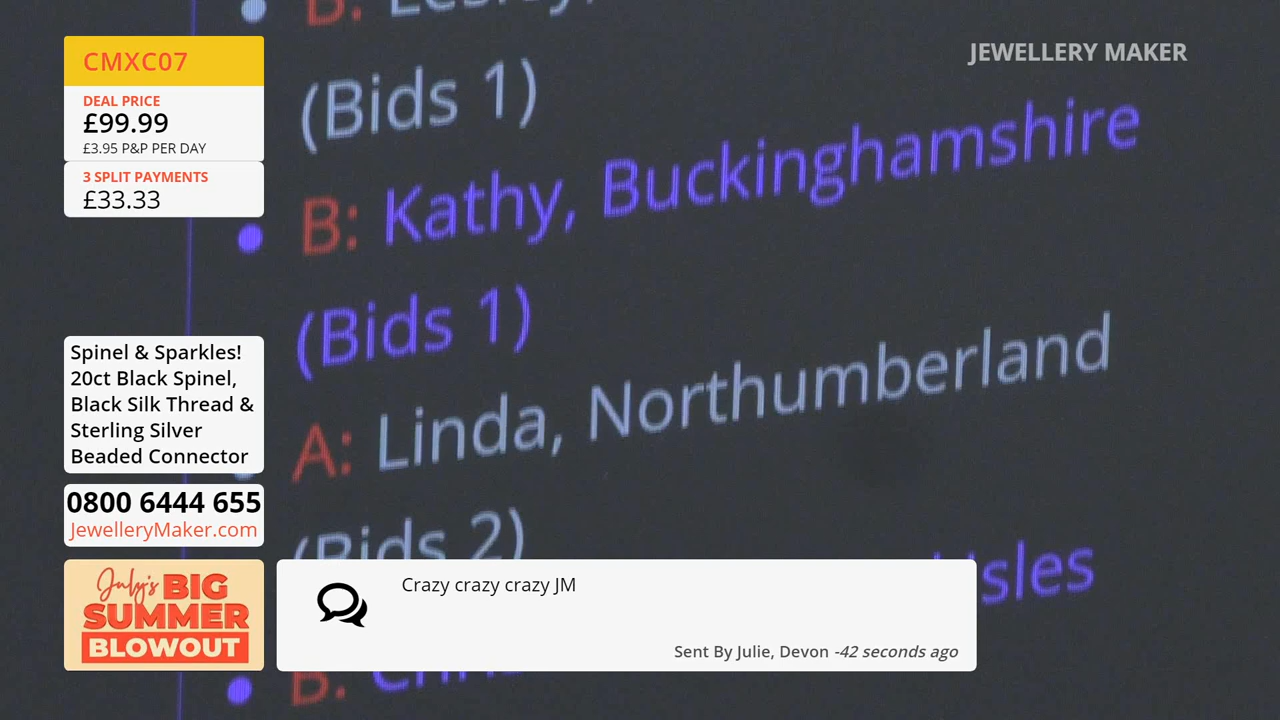 B: Lesley,
(Bids 1)
B: Kathy, Buckinghamshire
(Bids 1)
A: Linda, Northumberland
(Bids 2)
sles
B:
CMXC07
DEAL PRICE
£99.99
£3.95 P&P PER DAY
3 SPLIT PAYMENTS
£33.33
JEWELLERY MAKER
Spinel & Sparkles!
20ct Black Spinel,
Black Silk Thread &
Sterling Silver
Beaded Connector
0800 6444 655
JewelleryMaker.com
July's BIG
SUMMER
BLOWOUT
Crazy crazy crazy JM
Sent By Julie, Devon -42 seconds ago